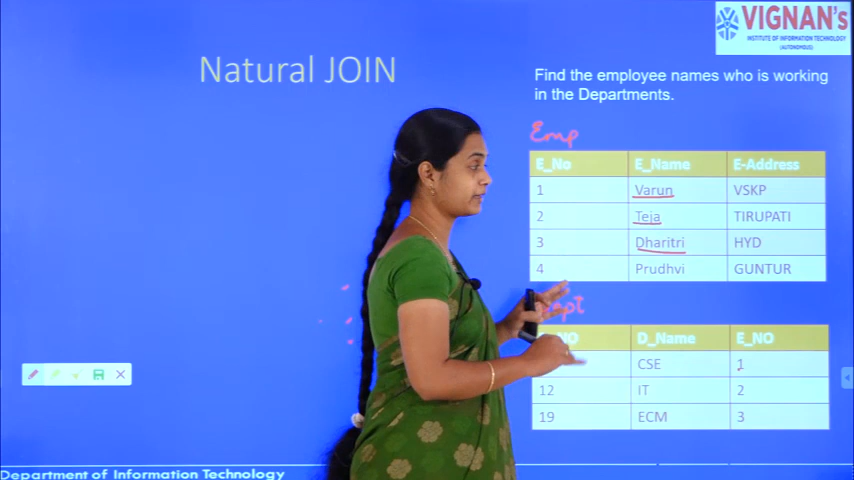 VIGNAN's
INSTITUTE OF INFORMATION TECHNOLOGY
(AUTONOMOUS)
Natural JOIN
Find the employee names who is working
in the Departments.
Emp
E_No E_Name E-Address
1 Varun VSKP
2 Teja TIRUPATI
3 Dharitri HYD
4 Prudhvi GUNTUR
NO D_Name E_NO
CSE 1
12 IT 2
19 ECM 3
Department of Information Technology